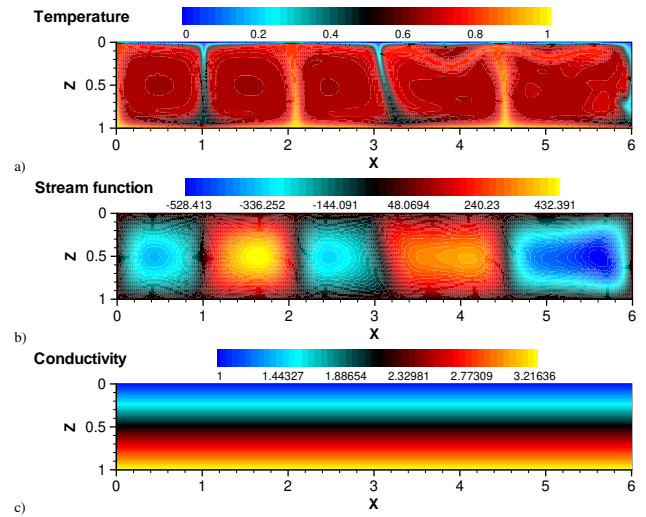 Temperature
0 0.2 0.4 0.6 0.8 1
0
0.5
1
Z
0 1 2 3 4 5 6
X
a)
Stream function
-528.413 -336.252 -144.091 48.0694 240.23 432.391
0
0.5
1
Z
0 1 2 3 4 5 6
X
b)
Conductivity
1 1.44327 1.88654 2.32981 2.77309 3.21636
0
0.5
1
Z
0 1 2 3 4 5 6
X
c)